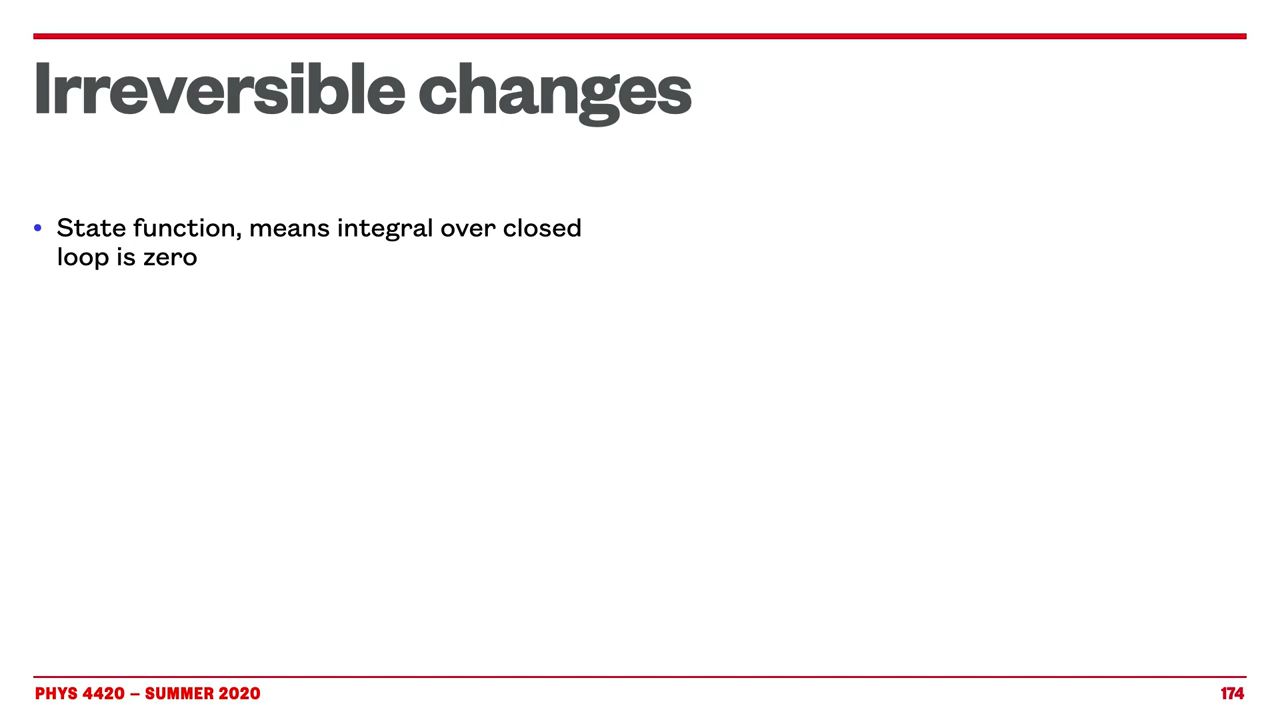 Irreversible changes
• State function, means integral over closed
loop is zero
PHYS 4420 – SUMMER 2020
174